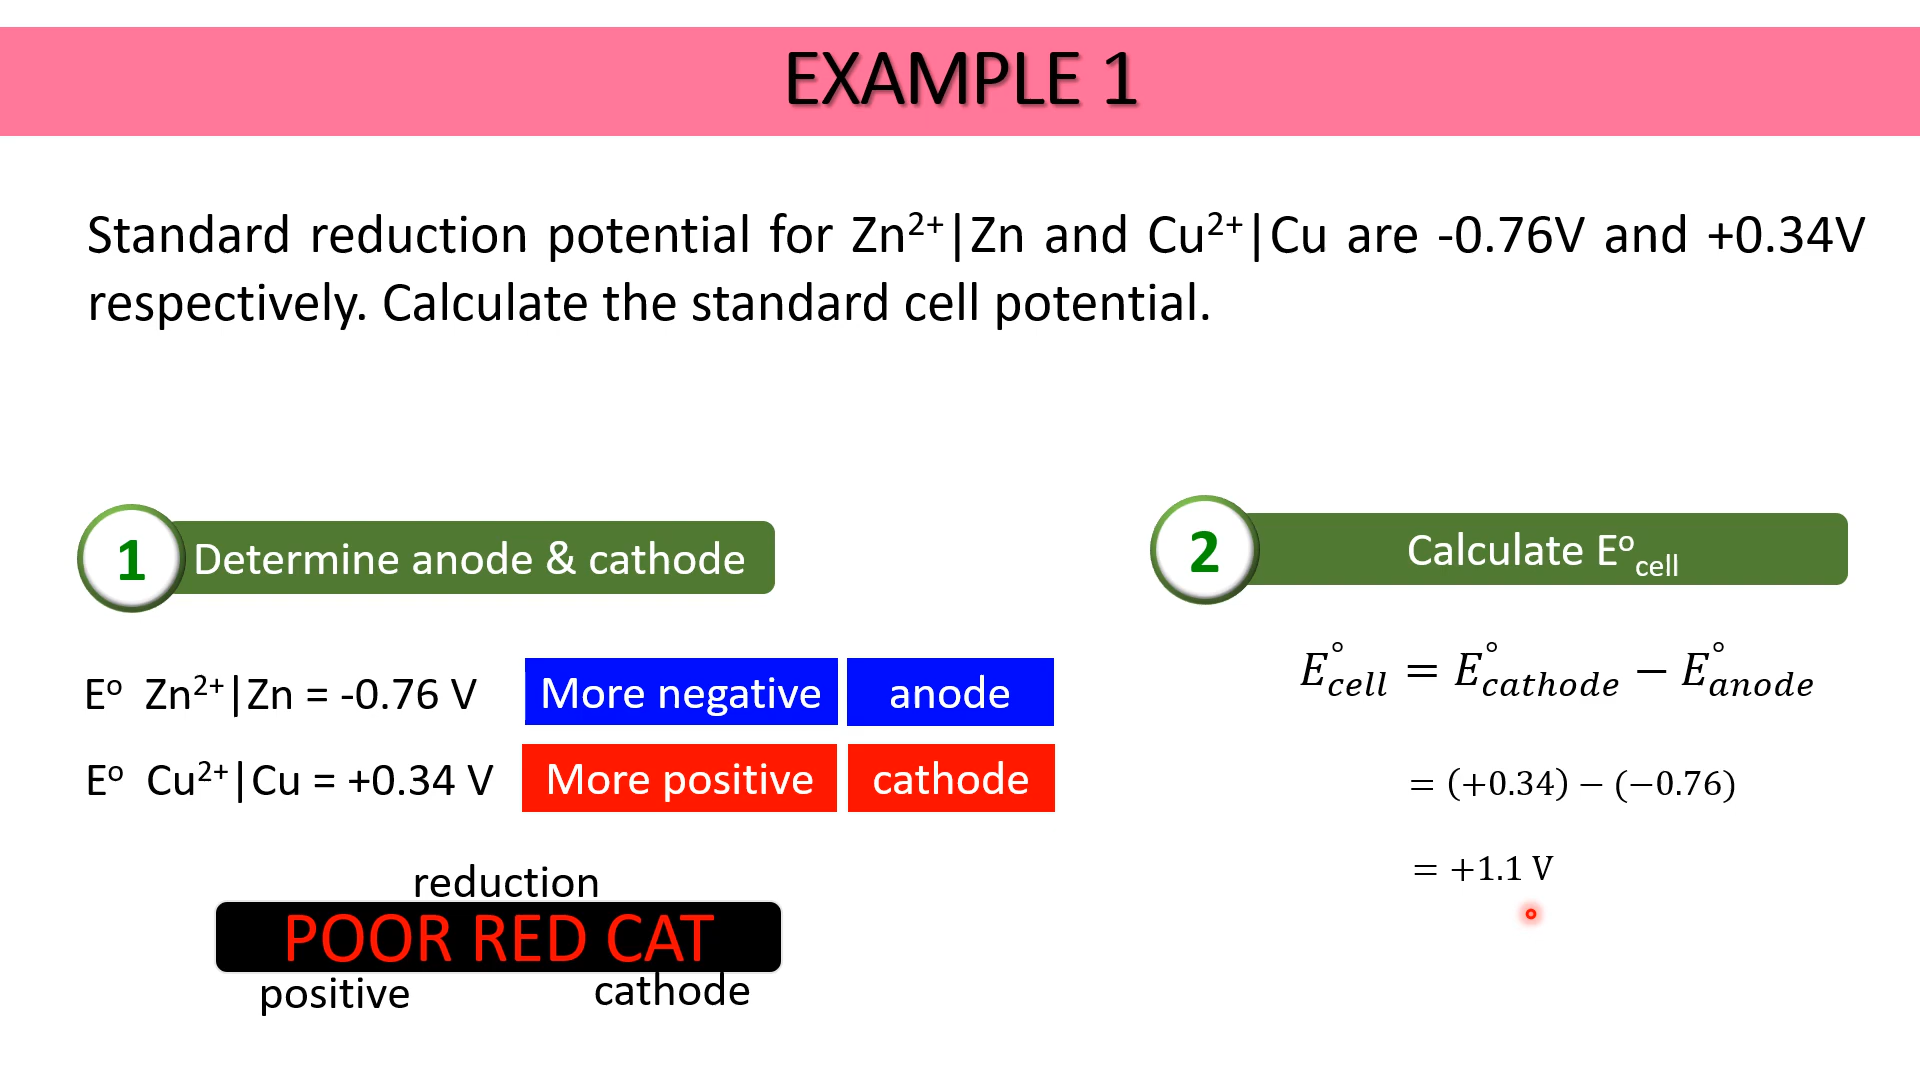 EXAMPLE 1
Standard reduction potential for Zn²⁺|Zn and Cu²⁺|Cu are -0.76V and +0.34V
respectively. Calculate the standard cell potential.
1 Determine anode & cathode
E° Zn²⁺|Zn = -0.76 V More negative anode
E° Cu²⁺|Cu = +0.34 V More positive cathode
reduction
POOR RED CAT
positive cathode
2 Calculate E°cell
E°cell = E°cathode − E°anode
= (+0.34) − (−0.76)
= +1.1 V